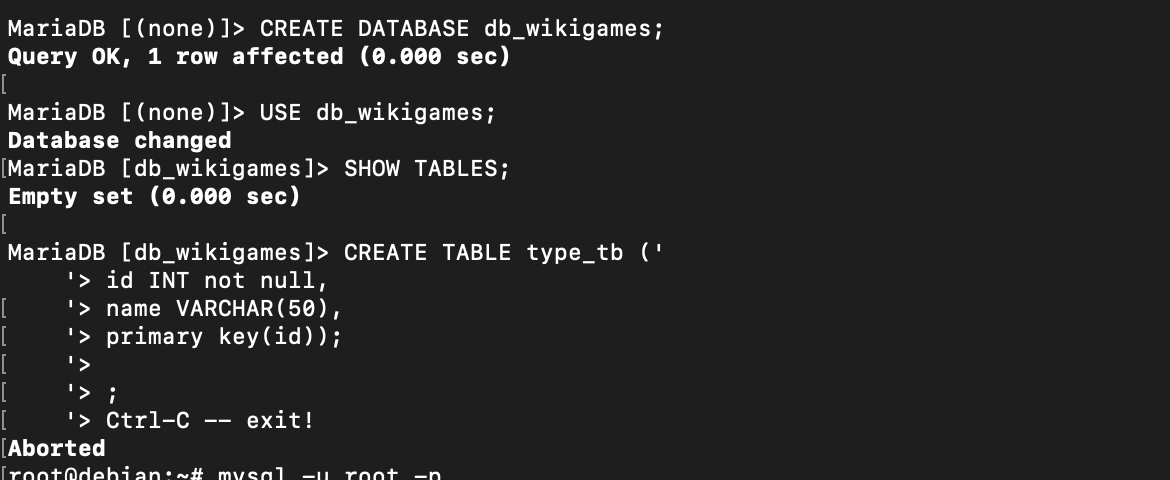 MariaDB [(none)]> CREATE DATABASE db_wikigames;
Query OK, 1 row affected (0.000 sec)
[
MariaDB [(none)]> USE db_wikigames;
Database changed
[MariaDB [db_wikigames]> SHOW TABLES;
Empty set (0.000 sec)
[
MariaDB [db_wikigames]> CREATE TABLE type_tb ('
    '> id INT not null,
[    '> name VARCHAR(50),
[    '> primary key(id));
[    '>
[    '> ;
[    '> Ctrl-C -- exit!
[Aborted
[root@debian:~# mysql -u root -p